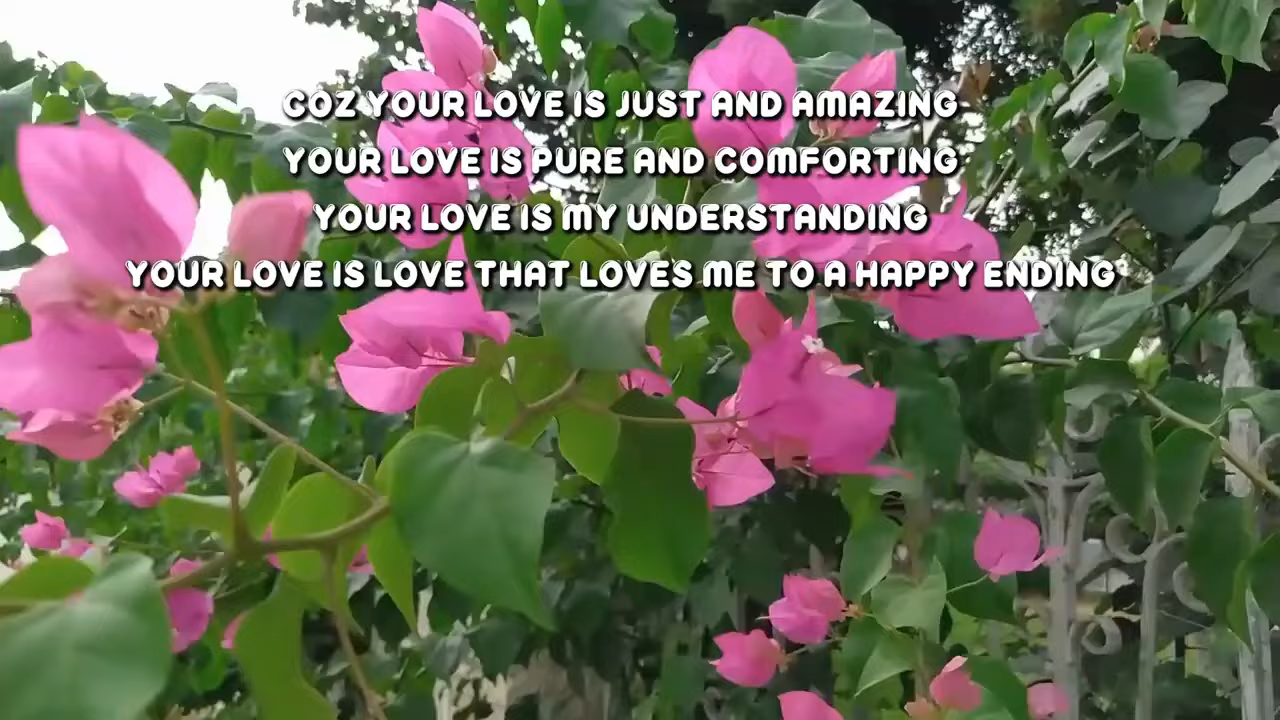 COZ YOUR LOVE IS JUST AND AMAZING
YOUR LOVE IS PURE AND COMFORTING
YOUR LOVE IS MY UNDERSTANDING
YOUR LOVE IS LOVE THAT LOVES ME TO A HAPPY ENDING